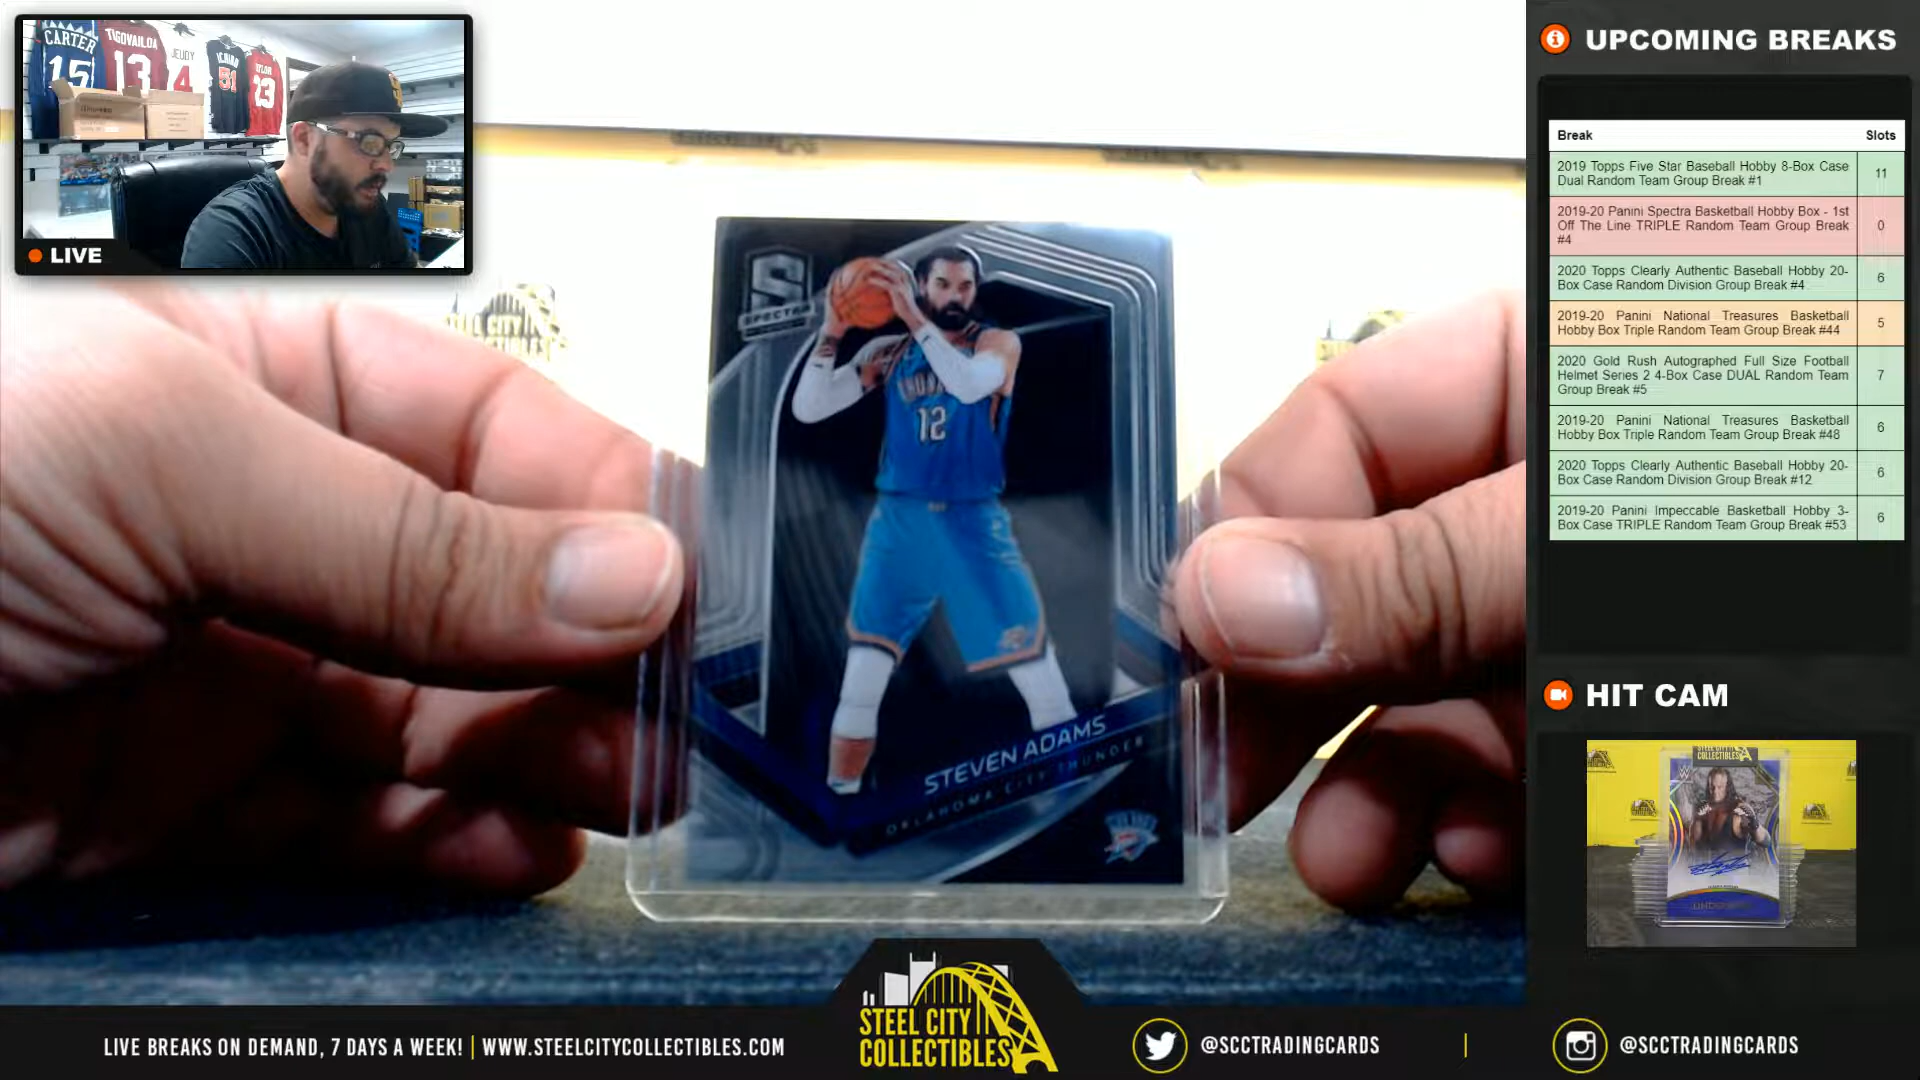 CARTER
15
TIGOVAILOA
13
JEUDY
4
51
23
LIVE
SPECTRA
12
STEVEN ADAMS
OKLAHOMA CITY THUNDER
UPCOMING BREAKS
Break Slots
2019 Topps Five Star Baseball Hobby 8-Box Case
Dual Random Team Group Break #1
11
2019-20 Panini Spectra Basketball Hobby Box - 1st
Off The Line TRIPLE Random Team Group Break
#4
0
2020 Topps Clearly Authentic Baseball Hobby 20-
Box Case Random Division Group Break #4
6
2019-20 Panini National Treasures Basketball
Hobby Box Triple Random Team Group Break #44
5
2020 Gold Rush Autographed Full Size Football
Helmet Series 2 4-Box Case DUAL Random Team
Group Break #5
7
2019-20 Panini National Treasures Basketball
Hobby Box Triple Random Team Group Break #48
6
2020 Topps Clearly Authentic Baseball Hobby 20-
Box Case Random Division Group Break #12
6
2019-20 Panini Impeccable Basketball Hobby 3-
Box Case TRIPLE Random Team Group Break #53
6
HIT CAM
STEEL CITY
COLLECTIBLES
LIVE BREAKS ON DEMAND, 7 DAYS A WEEK! | WWW.STEELCITYCOLLECTIBLES.COM
STEEL CITY
COLLECTIBLES
@SCCTRADINGCARDS
@SCCTRADINGCARDS